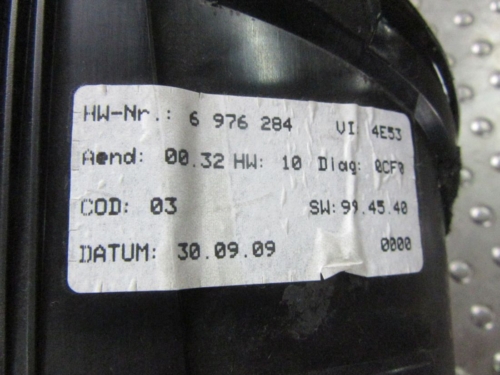 HW-Nr.: 6 976 284 VI: 4E53
Aend: 00.32 HW: 10 Diag: 0CF0
COD: 03 SW: 99.45.40
DATUM: 30.09.09 0000